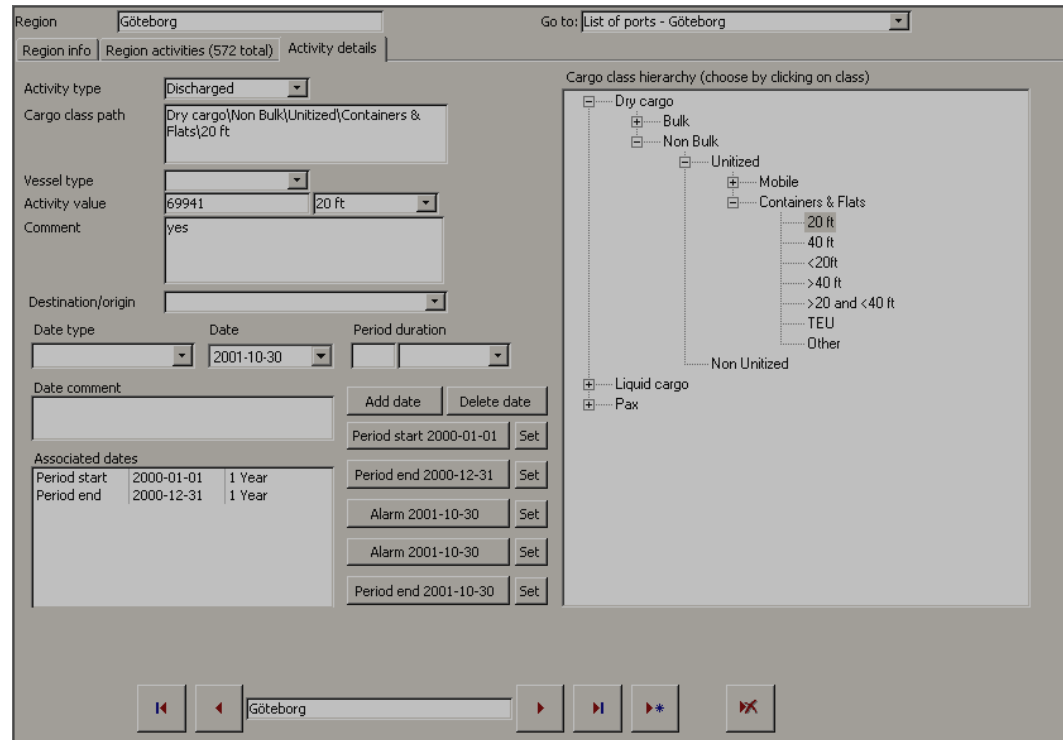 Region Göteborg Go to: List of ports - Göteborg
Region info Region activities (572 total) Activity details
Activity type Discharged
Cargo class path Dry cargo\Non Bulk\Unitized\Containers &
Flats\20 ft
Vessel type
Activity value 69941 20 ft
Comment yes
Destination/origin
Date type Date Period duration
2001-10-30
Date comment
Add date Delete date
Period start 2000-01-01 Set
Associated dates
Period start 2000-01-01 1 Year
Period end 2000-12-31 1 Year
Period end 2000-12-31 Set
Alarm 2001-10-30 Set
Alarm 2001-10-30 Set
Period end 2001-10-30 Set
Cargo class hierarchy (choose by clicking on class)
Dry cargo
Bulk
Non Bulk
Unitized
Mobile
Containers & Flats
20 ft
40 ft
<20ft
>40 ft
>20 and <40 ft
TEU
Other
Non Unitized
Liquid cargo
Pax
Göteborg